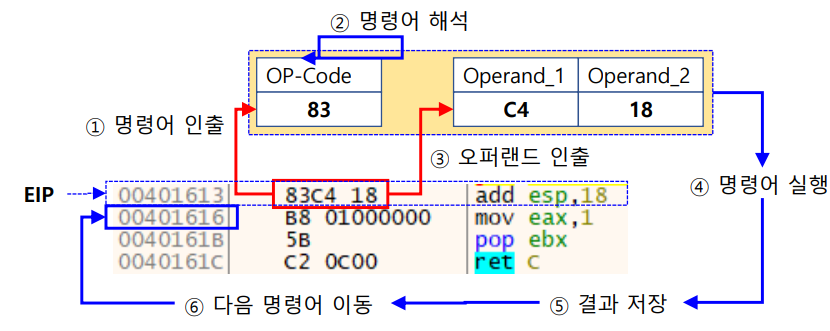 ② 명령어 해석
OP-Code Operand_1 Operand_2
83 C4 18
① 명령어 인출
③ 오퍼랜드 인출
④ 명령어 실행
EIP
00401613 83C4 18 add esp,18
00401616 B8 01000000 mov eax,1
0040161B 5B pop ebx
0040161C C2 0C00 ret C
⑥ 다음 명령어 이동
⑤ 결과 저장